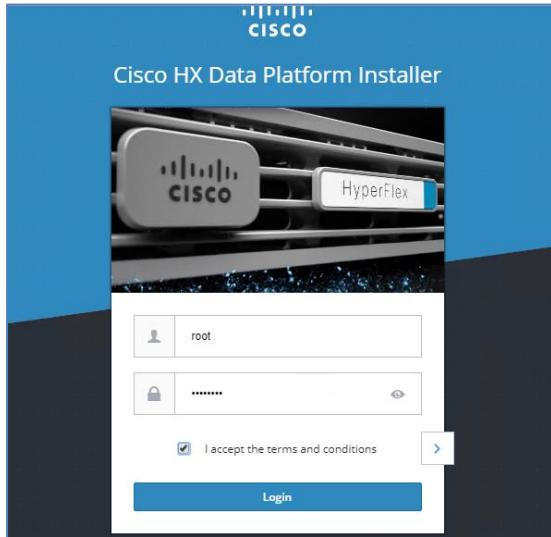 CISCO
Cisco HX Data Platform Installer
CISCO
HyperFlex
root
••••••••
I accept the terms and conditions
Login